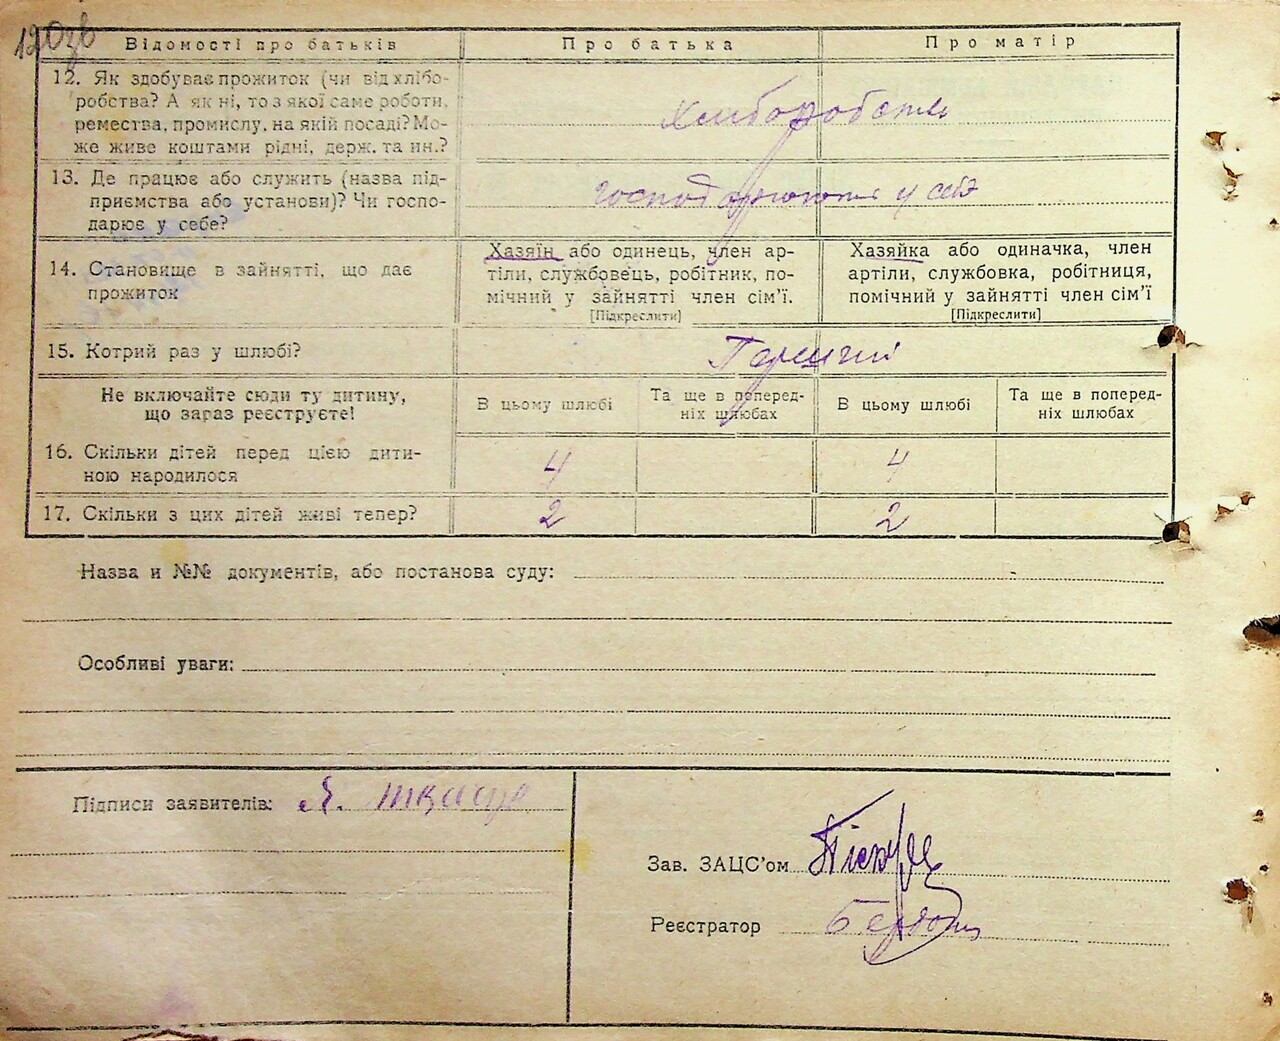 120зв
Відомості про батьків
Про батька
Про матір
12. Як здобуває прожиток (чи від хлібо-
робства? А як ні, то з якої саме роботи,
ремества, промислу, на якій посаді? Мо-
же живе коштами рідні, держ. та ин.?
13. Де працює або служить (назва під-
приємства або установи)? Чи госпо-
дарює у себе?
у себе
14. Становище в зайнятті, що дає
прожиток
Хазяїн або одинець, член ар-
тіли, службовець, робітник, по-
мічний у зайнятті член сім’ї.
[Підкреслити]
Хазяйка або одиначка, член
артіли, службовка, робітниця,
помічний у зайнятті член сім’ї
[Підкреслити]
15. Котрий раз у шлюбі?
Не включайте сюди ту дитину,
що зараз реєструєте!
В цьому шлюбі
Та ще в поперед-
ніх шлюбах
В цьому шлюбі
Та ще в поперед-
ніх шлюбах
16. Скільки дітей перед цією дити-
ною народилося
4
4
17. Скільки з цих дітей живі тепер?
2
2
Назва и №№ документів, або постанова суду:
Особливі уваги:
Підписи заявителів:
Зав. ЗАЦС’ом
Реєстратор